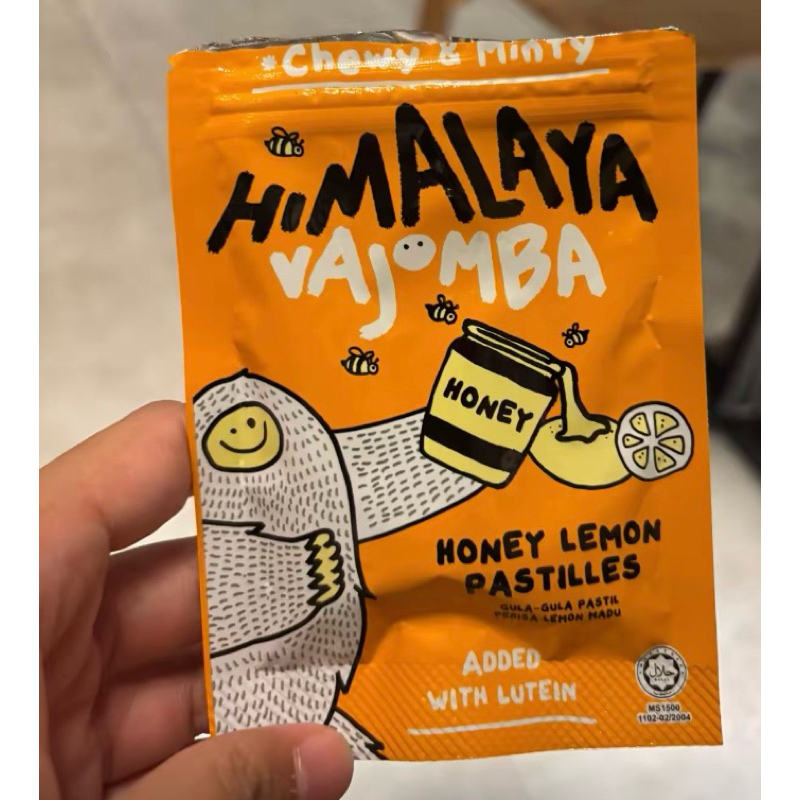 *Chewy & Minty
HiMALAYA
VAJOMBA
HONEY
HONEY LEMON
PASTILLES
GULA-GULA PASTIL
PERISA LEMON MADU
ADDED
WITH LUTEIN
حلال
MS1500
1102-02/2004